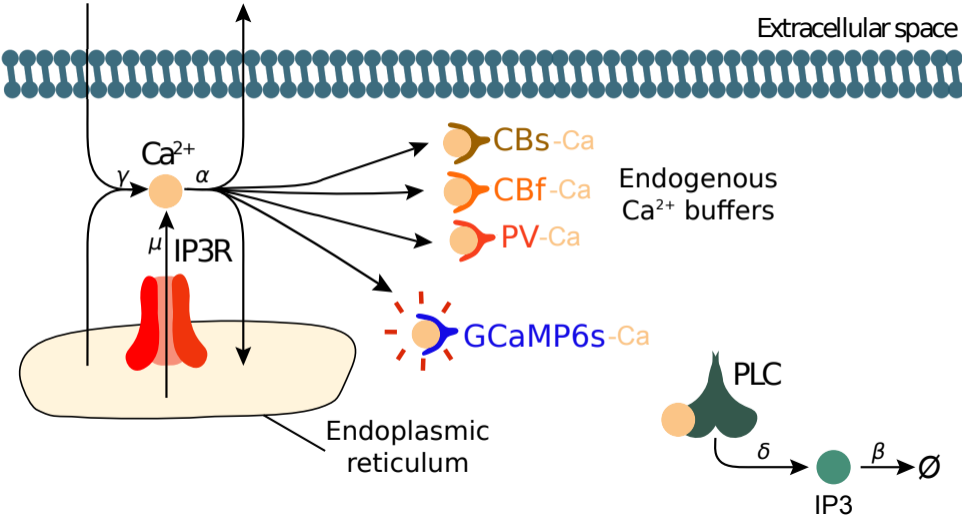 Extracellular space
Ca²⁺
γ
α
CBs-Ca
CBf-Ca
PV-Ca
Endogenous
Ca²⁺ buffers
μ
IP3R
GCaMP6s-Ca
Endoplasmic
reticulum
PLC
δ
β
Ø
IP3